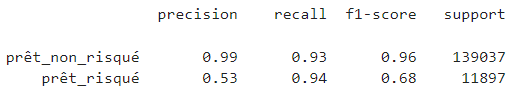 precision recall f1-score support
prêt_non_risqué 0.99 0.93 0.96 139037
prêt_risqué 0.53 0.94 0.68 11897